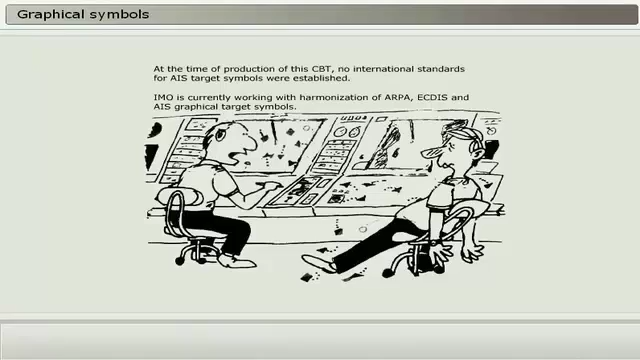 Graphical symbols
At the time of production of this CBT, no international standards
for AIS target symbols were established.
IMO is currently working with harmonization of ARPA, ECDIS and
AIS graphical target symbols.